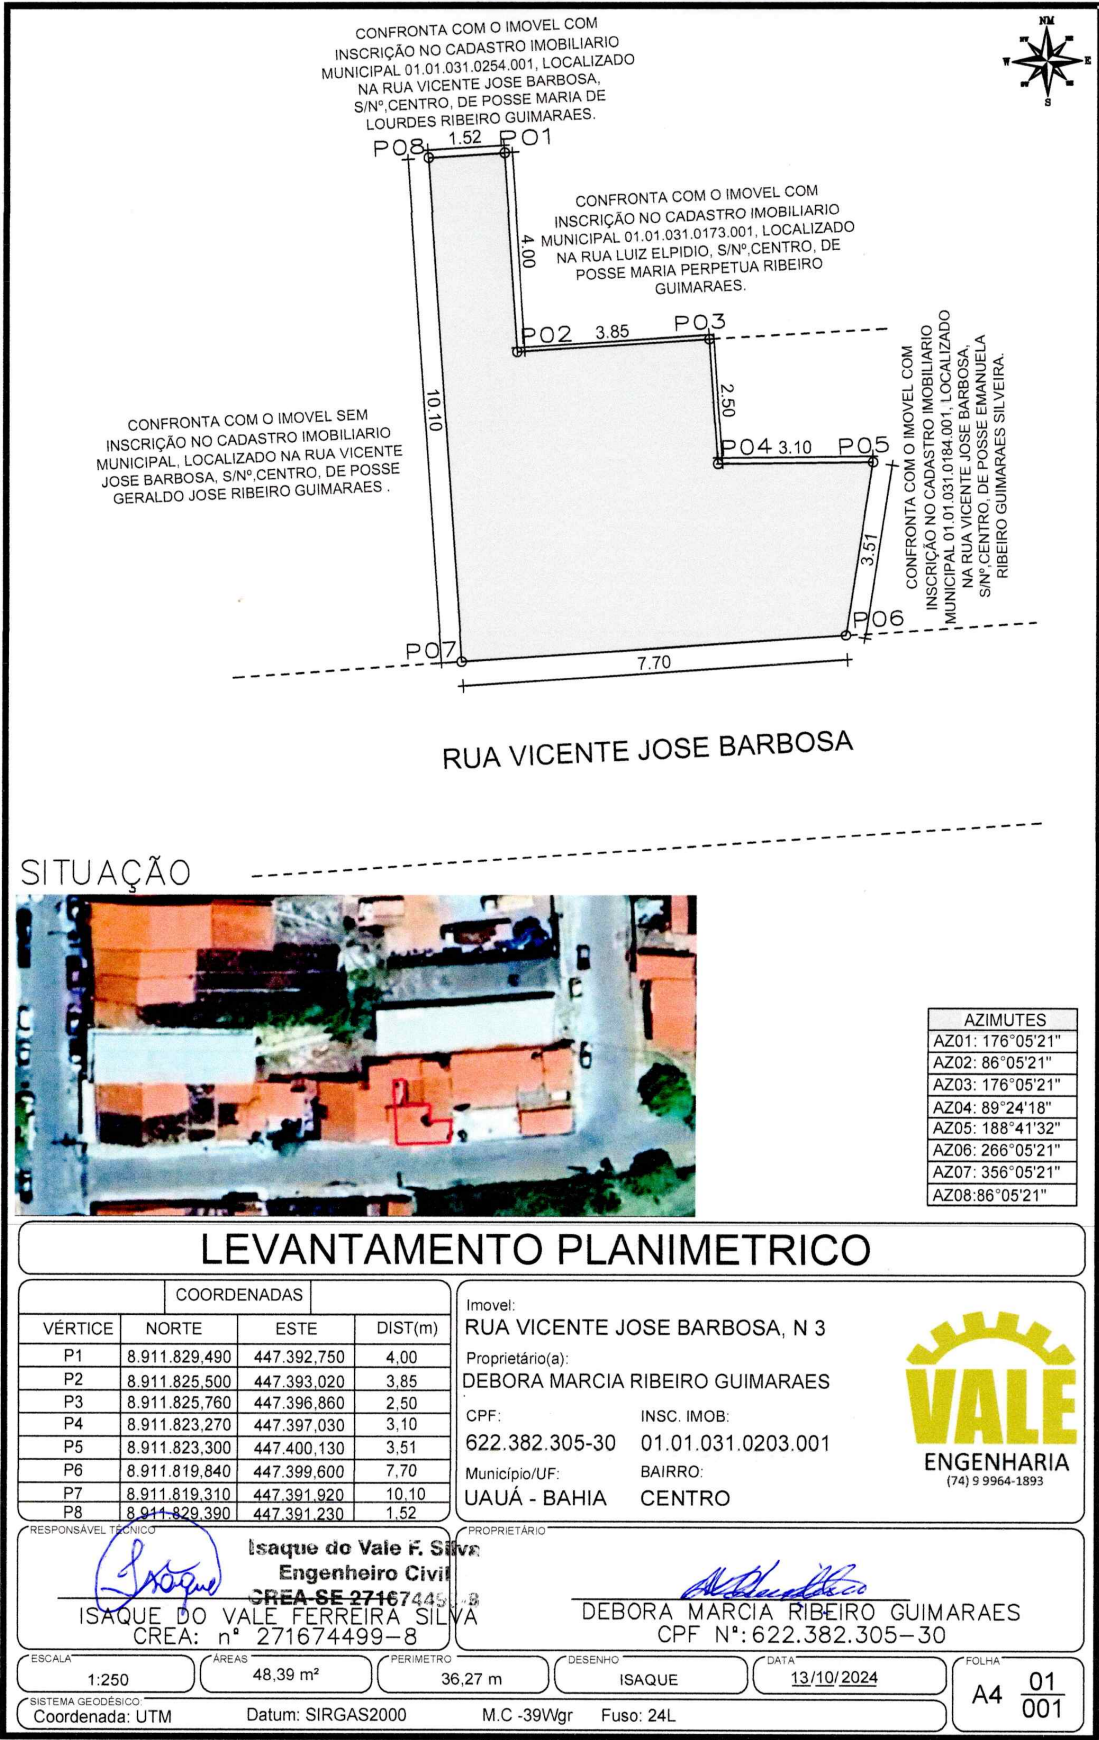 CONFRONTA COM O IMOVEL COM
INSCRIÇÃO NO CADASTRO IMOBILIARIO
MUNICIPAL 01.01.031.0254.001, LOCALIZADO
NA RUA VICENTE JOSE BARBOSA,
S/Nº,CENTRO, DE POSSE MARIA DE
LOURDES RIBEIRO GUIMARAES.
NM
W
E
S
P08
1.52
P01
CONFRONTA COM O IMOVEL COM
INSCRIÇÃO NO CADASTRO IMOBILIARIO
MUNICIPAL 01.01.031.0173.001, LOCALIZADO
NA RUA LUIZ ELPIDIO, S/Nº,CENTRO, DE
POSSE MARIA PERPETUA RIBEIRO
GUIMARAES.
4.00
P02
3.85
P03
2.50
P04
3.10
P05
CONFRONTA COM O IMOVEL COM
INSCRIÇÃO NO CADASTRO IMOBILIARIO
MUNICIPAL 01.01.031.0184.001, LOCALIZADO
NA RUA VICENTE JOSE BARBOSA,
S/Nº,CENTRO, DE POSSE EMANUELA
RIBEIRO GUIMARAES SILVEIRA.
10.10
CONFRONTA COM O IMOVEL SEM
INSCRIÇÃO NO CADASTRO IMOBILIARIO
MUNICIPAL, LOCALIZADO NA RUA VICENTE
JOSE BARBOSA, S/Nº,CENTRO, DE POSSE
GERALDO JOSE RIBEIRO GUIMARAES .
3.51
P06
P07
7.70
RUA VICENTE JOSE BARBOSA
SITUAÇÃO
AZIMUTES
AZ01: 176°05'21"
AZ02: 86°05'21"
AZ03: 176°05'21"
AZ04: 89°24'18"
AZ05: 188°41'32"
AZ06: 266°05'21"
AZ07: 356°05'21"
AZ08:86°05'21"
LEVANTAMENTO PLANIMETRICO
COORDENADAS
VÉRTICE NORTE ESTE DIST(m)
P1 8.911.829,490 447.392,750 4,00
P2 8.911.825,500 447.393,020 3,85
P3 8.911.825,760 447.396,860 2,50
P4 8.911.823,270 447.397,030 3,10
P5 8.911.823,300 447.400,130 3,51
P6 8.911.819,840 447.399,600 7,70
P7 8.911.819,310 447.391,920 10,10
P8 8.911.829,390 447.391,230 1,52
Imovel:
RUA VICENTE JOSE BARBOSA, N 3
Proprietário(a):
DEBORA MARCIA RIBEIRO GUIMARAES
CPF: INSC. IMOB:
622.382.305-30 01.01.031.0203.001
Município/UF: BAIRRO:
UAUÁ - BAHIA CENTRO
VALE
ENGENHARIA
(74) 9 9964-1893
RESPONSÁVEL TÉCNICO
Isaque
Isaque do Vale F. Silva
Engenheiro Civil
CREA-SE 271674499-8
ISAQUE DO VALE FERREIRA SILVA
CREA: nº 271674499-8
PROPRIETÁRIO
DEBORA MARCIA RIBEIRO GUIMARAES
CPF Nº: 622.382.305-30
ESCALA
1:250
ÁREAS
48,39 m²
PERIMETRO
36,27 m
DESENHO
ISAQUE
DATA
13/10/2024
FOLHA
A4 01
001
SISTEMA GEODÉSICO:
Coordenada: UTM Datum: SIRGAS2000 M.C -39Wgr Fuso: 24L